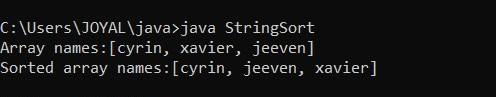 C:\Users\JOYAL\java>java StringSort
Array names:[cyrin, xavier, jeeven]
Sorted array names:[cyrin, jeeven, xavier]